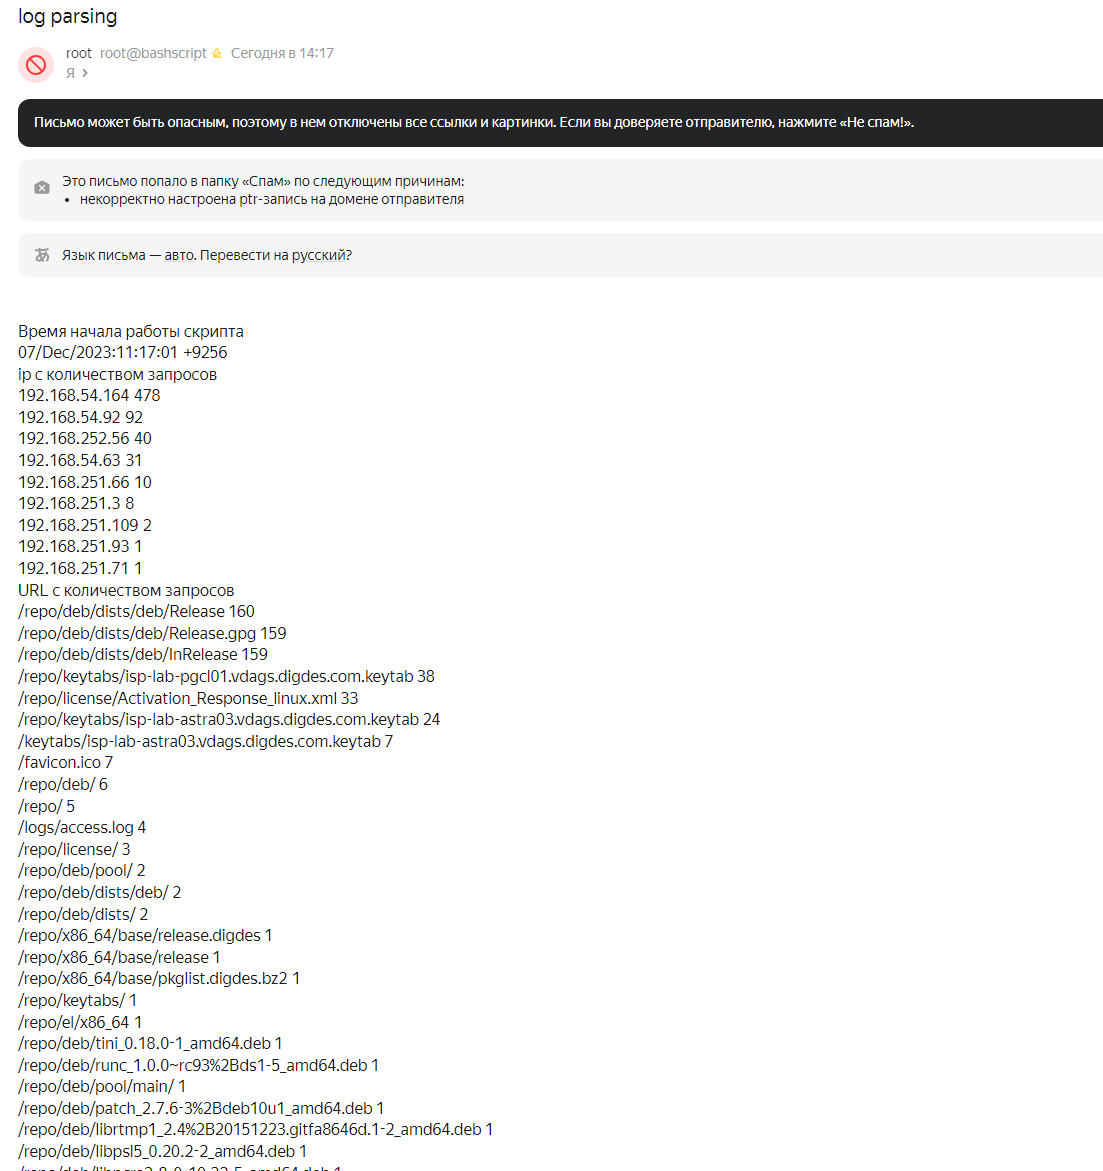 log parsing
root root@bashscript Сегодня в 14:17
Я
Письмо может быть опасным, поэтому в нем отключены все ссылки и картинки. Если вы доверяете отправителю, нажмите «Не спам!».
Это письмо попало в папку «Спам» по следующим причинам:
• некорректно настроена ptr-запись на домене отправителя
あ Язык письма — авто. Перевести на русский?
Время начала работы скрипта
07/Dec/2023:11:17:01 +9256
ip с количеством запросов
192.168.54.164 478
192.168.54.92 92
192.168.252.56 40
192.168.54.63 31
192.168.251.66 10
192.168.251.3 8
192.168.251.109 2
192.168.251.93 1
192.168.251.71 1
URL с количеством запросов
/repo/deb/dists/deb/Release 160
/repo/deb/dists/deb/Release.gpg 159
/repo/deb/dists/deb/InRelease 159
/repo/keytabs/isp-lab-pgcl01.vdags.digdes.com.keytab 38
/repo/license/Activation_Response_linux.xml 33
/repo/keytabs/isp-lab-astra03.vdags.digdes.com.keytab 24
/keytabs/isp-lab-astra03.vdags.digdes.com.keytab 7
/favicon.ico 7
/repo/deb/ 6
/repo/ 5
/logs/access.log 4
/repo/license/ 3
/repo/deb/pool/ 2
/repo/deb/dists/deb/ 2
/repo/deb/dists/ 2
/repo/x86_64/base/release.digdes 1
/repo/x86_64/base/release 1
/repo/x86_64/base/pkglist.digdes.bz2 1
/repo/keytabs/ 1
/repo/el/x86_64 1
/repo/deb/tini_0.18.0-1_amd64.deb 1
/repo/deb/runc_1.0.0~rc93%2Bds1-5_amd64.deb 1
/repo/deb/pool/main/ 1
/repo/deb/patch_2.7.6-3%2Bdeb10u1_amd64.deb 1
/repo/deb/librtmp1_2.4%2B20151223.gitfa8646d.1-2_amd64.deb 1
/repo/deb/libpsl5_0.20.2-2_amd64.deb 1